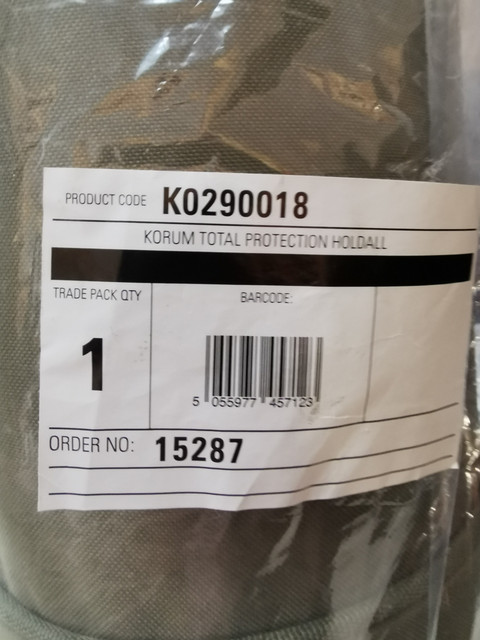 PRODUCT CODE K0290018
KORUM TOTAL PROTECTION HOLDALL
TRADE PACK QTY
BARCODE:
1
5 055977 457123
ORDER NO: 15287